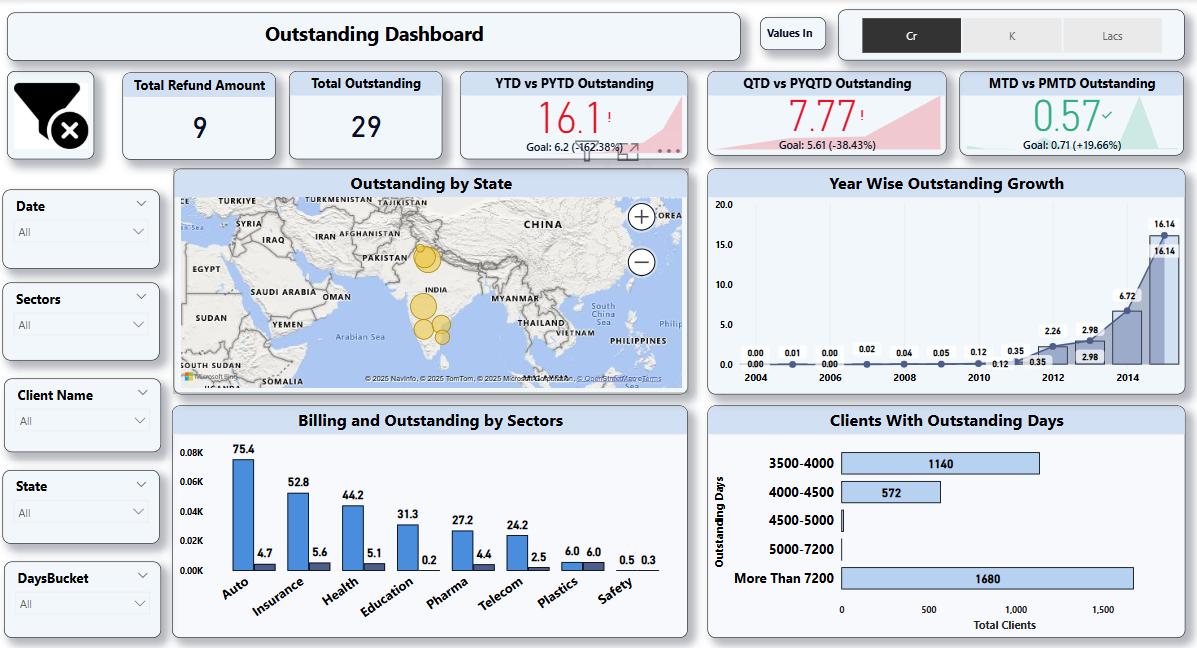 Outstanding Dashboard
Values In
Cr
K
Lacs
Total Refund Amount
9
Total Outstanding
29
YTD vs PYTD Outstanding
16.1!
Goal: 6.2 (-162.38%)
QTD vs PYQTD Outstanding
7.77!
Goal: 5.61 (-38.43%)
MTD vs PMTD Outstanding
0.57
Goal: 0.71 (+19.66%)
Date
All
Sectors
All
Client Name
All
State
All
DaysBucket
All
Outstanding by State
TURKIYE
TURKMENISTAN
TAJIKISTAN
CHINA
OREA
SYRIA
IRAQ
IRAN
AFGHANISTAN
PAKISTAN
EGYPT
SAUDI ARABIA
OMAN
INDIA
MYANMAR
SUDAN
YEMEN
Arabian Sea
THAILAND
VIETNAM
South
China
Sea
Philip
PHILIPPINES
SOUTH SUDAN
SOMALIA
Microsoft Bing
© 2025 NavInfo, © 2025 TomTom, © 2025 Microsoft Corporation, © OpenStreetMap Terms
Year Wise Outstanding Growth
20.0
15.0
10.0
5.0
0.0
0.00
0.00
0.01
0.00
0.00
0.02
0.04
0.05
0.12
0.12
0.35
0.35
2.26
2.98
2.98
6.72
16.14
16.14
2004
2006
2008
2010
2012
2014
Billing and Outstanding by Sectors
0.08K
0.06K
0.04K
0.02K
0.00K
75.4
4.7
52.8
5.6
44.2
5.1
31.3
0.2
27.2
4.4
24.2
2.5
6.0
6.0
0.5
0.3
Auto
Insurance
Health
Education
Pharma
Telecom
Plastics
Safety
Clients With Outstanding Days
Outstanding Days
3500-4000
1140
4000-4500
572
4500-5000
5000-7200
More Than 7200
1680
0
500
1,000
1,500
Total Clients